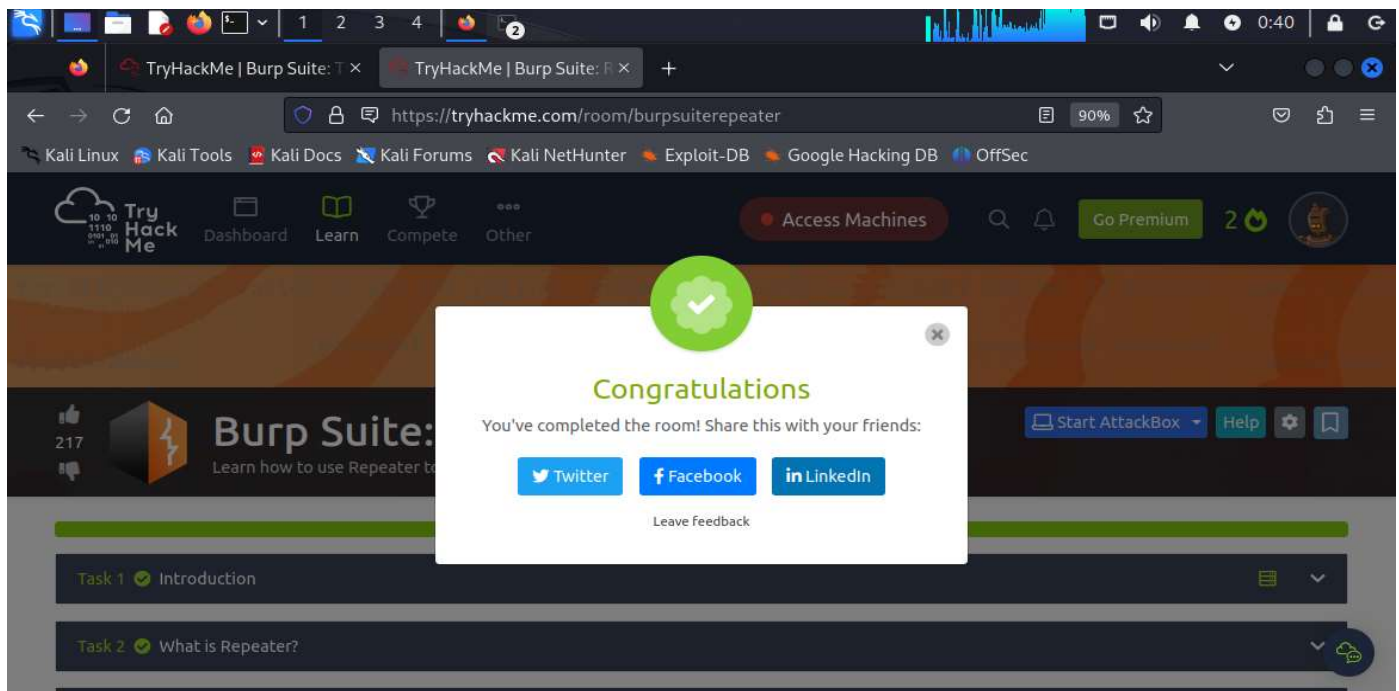 1 2 3 4 2 0:40
TryHackMe | Burp Suite: T TryHackMe | Burp Suite: R
https://tryhackme.com/room/burpsuiterepeater 90%
Kali Linux Kali Tools Kali Docs Kali Forums Kali NetHunter Exploit-DB Google Hacking DB OffSec
Try Hack Me Dashboard Learn Compete Other Access Machines Go Premium 2
Congratulations
You've completed the room! Share this with your friends:
Twitter Facebook in LinkedIn
Leave feedback
217 Burp Suite: Start AttackBox Help
Learn how to use Repeater to
Task 1 Introduction
Task 2 What is Repeater?